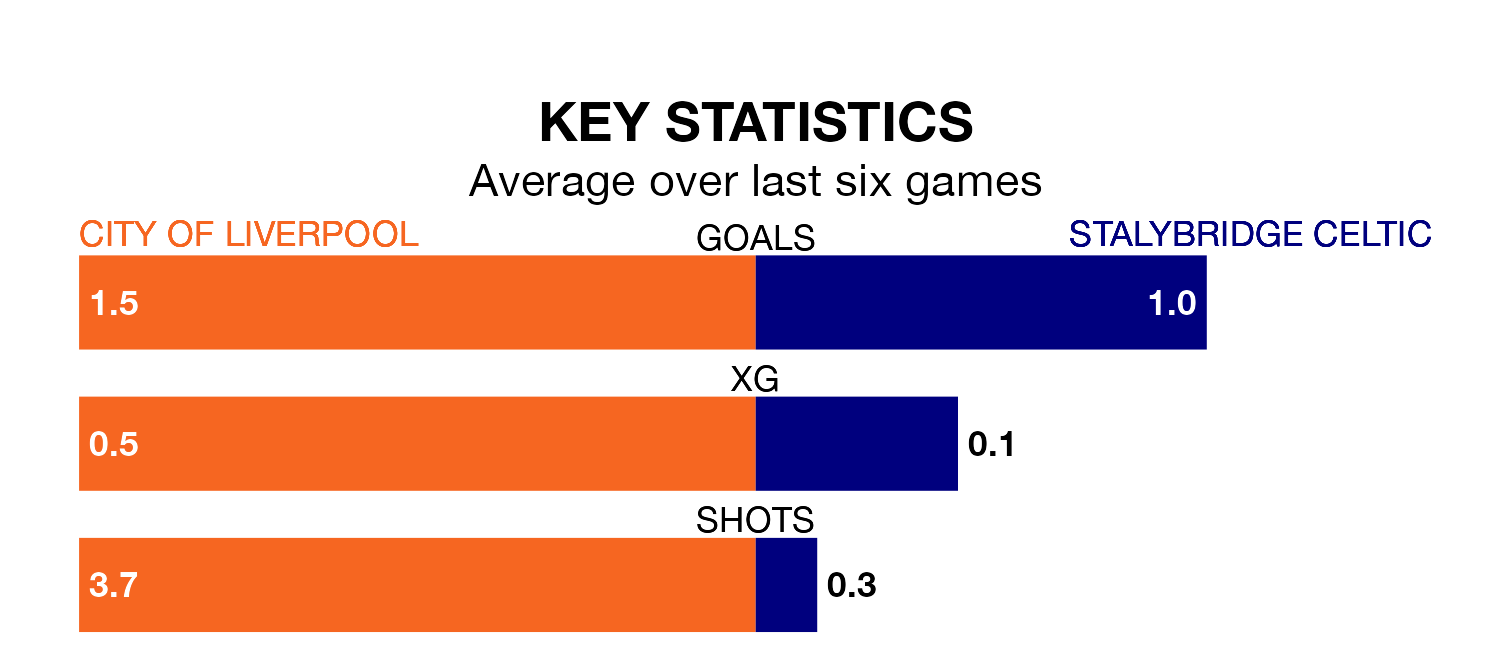 KEY STATISTICS
Average over last six games
CITY OF LIVERPOOL GOALS STALYBRIDGE CELTIC
1.5 1.0
XG
0.5 0.1
SHOTS
3.7 0.3